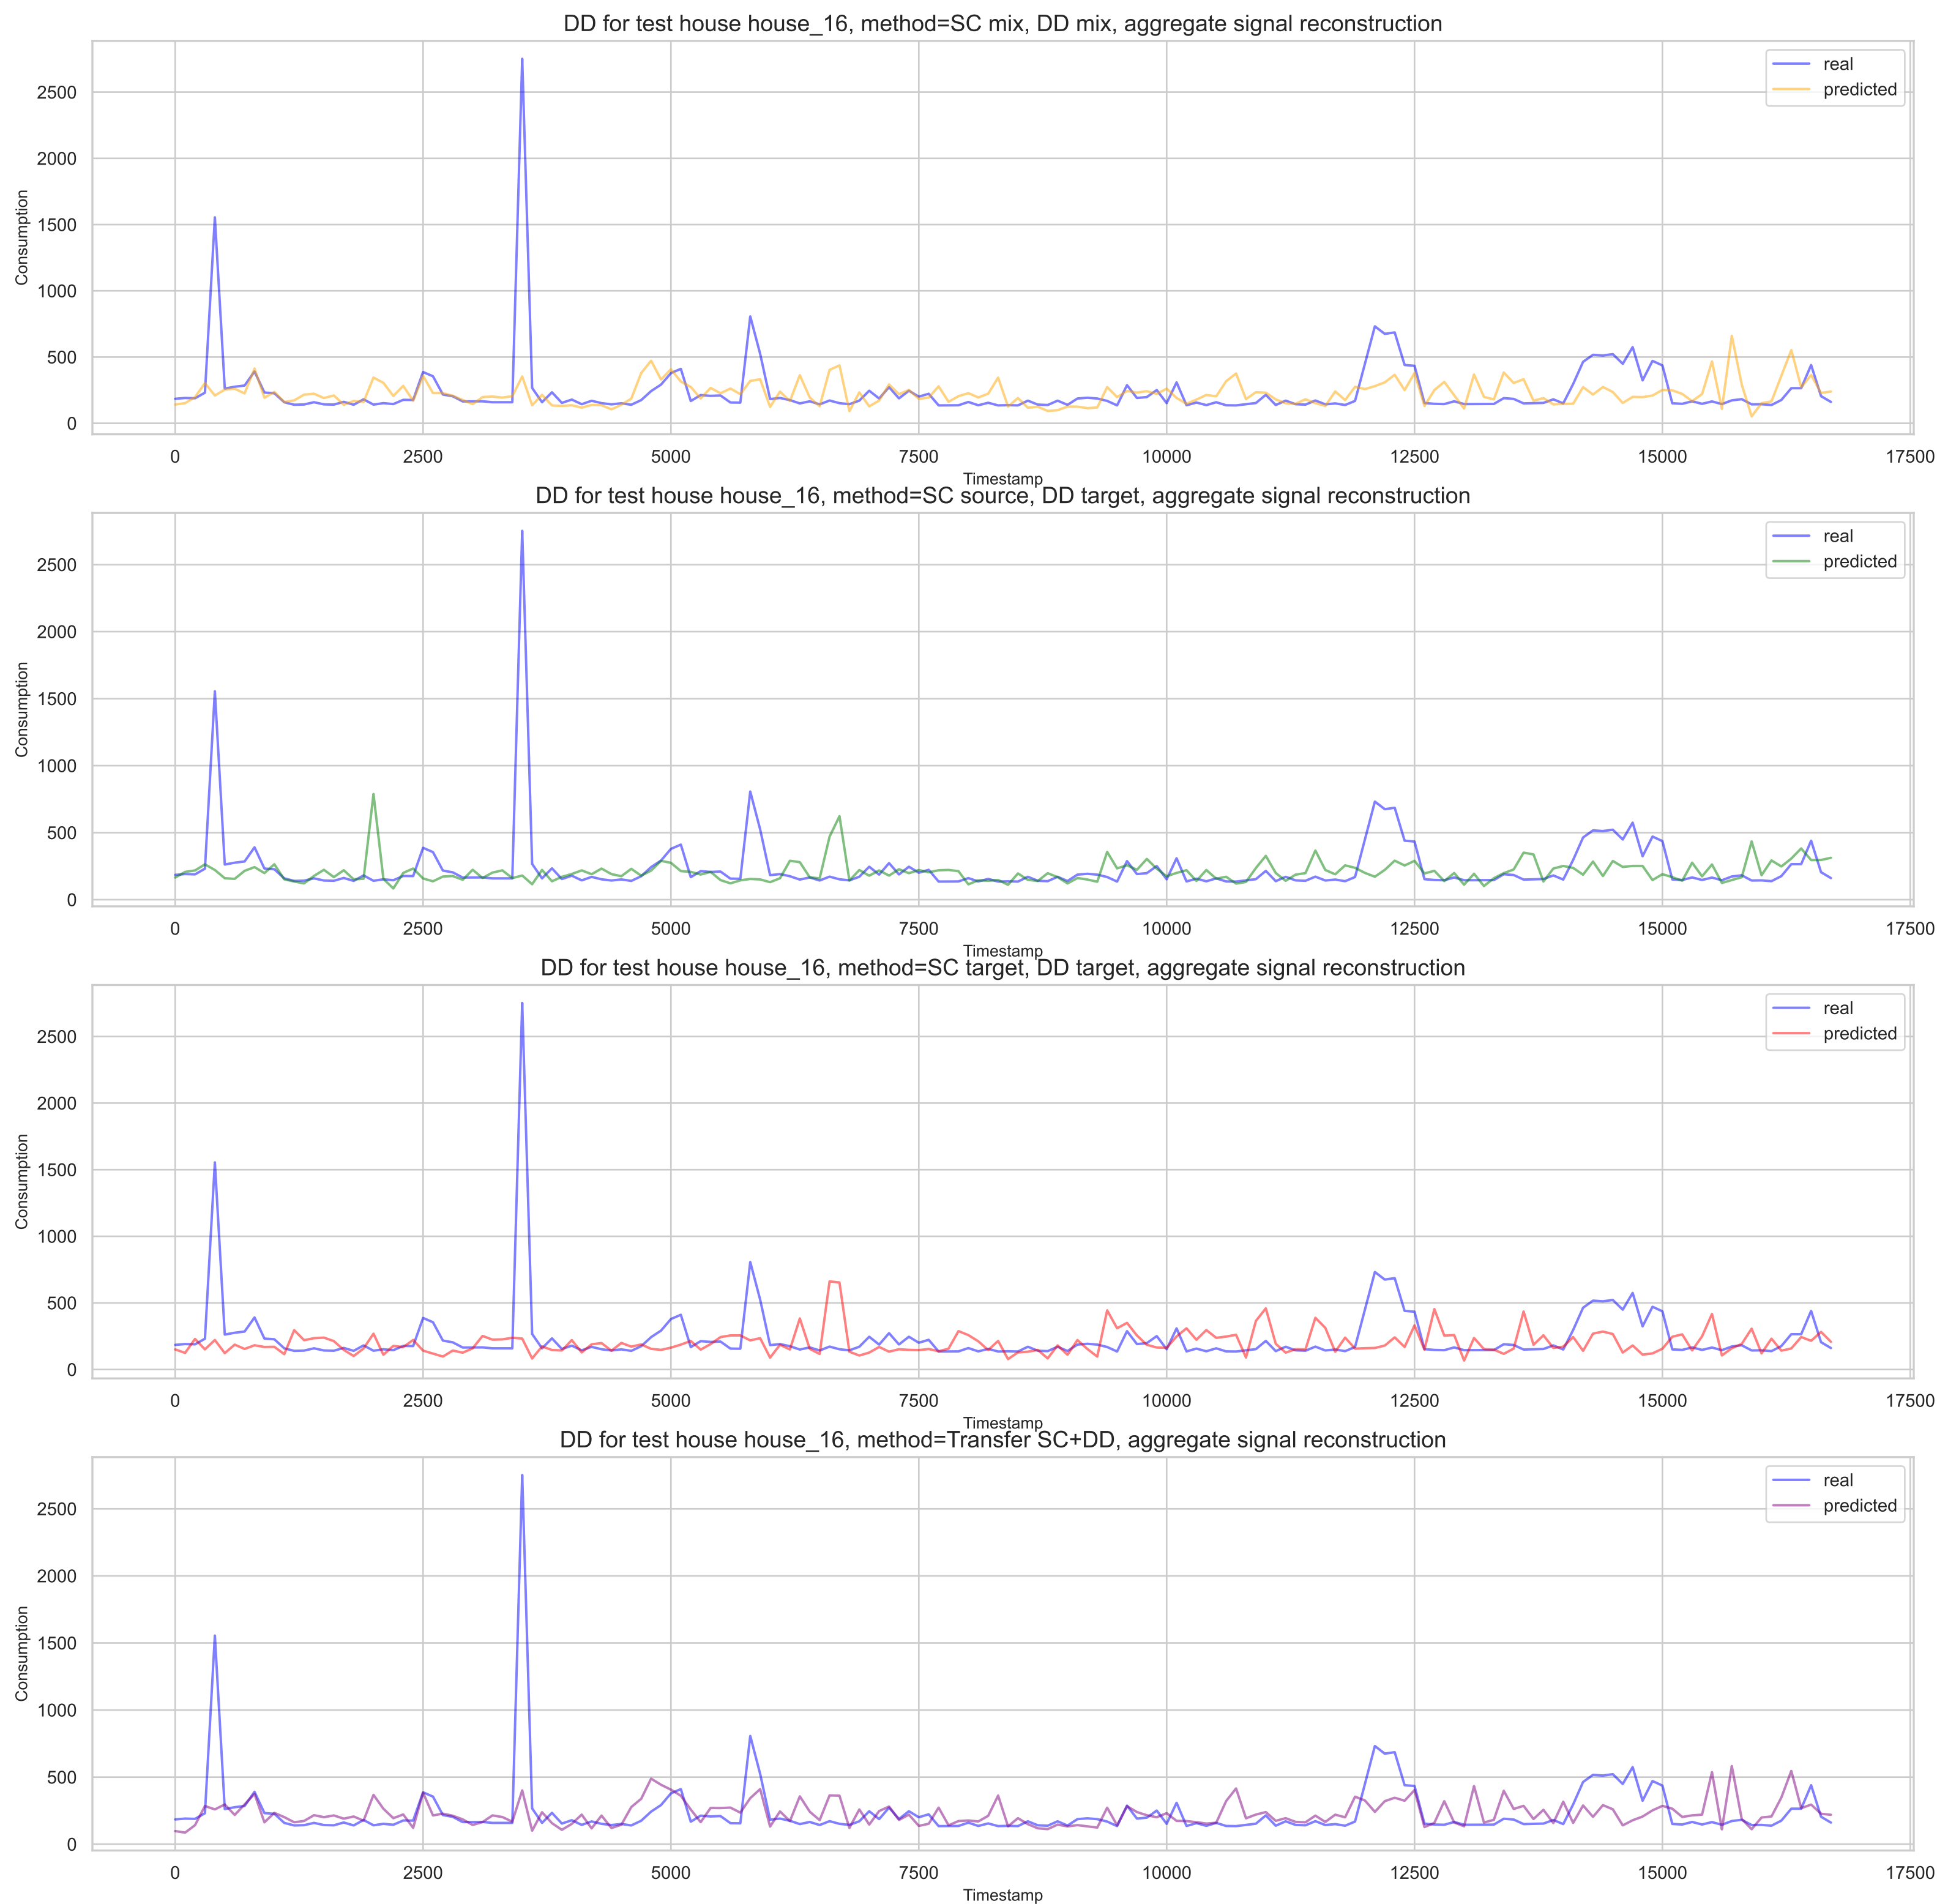 DD for test house house_16, method=SC mix, DD mix, aggregate signal reconstruction
real
predicted
Consumption
2500
2000
1500
1000
500
0
0 2500 5000 7500 10000 12500 15000 17500
Timestamp
DD for test house house_16, method=SC source, DD target, aggregate signal reconstruction
real
predicted
Consumption
2500
2000
1500
1000
500
0
0 2500 5000 7500 10000 12500 15000 17500
Timestamp
DD for test house house_16, method=SC target, DD target, aggregate signal reconstruction
real
predicted
Consumption
2500
2000
1500
1000
500
0
0 2500 5000 7500 10000 12500 15000 17500
Timestamp
DD for test house house_16, method=Transfer SC+DD, aggregate signal reconstruction
real
predicted
Consumption
2500
2000
1500
1000
500
0
0 2500 5000 7500 10000 12500 15000 17500
Timestamp